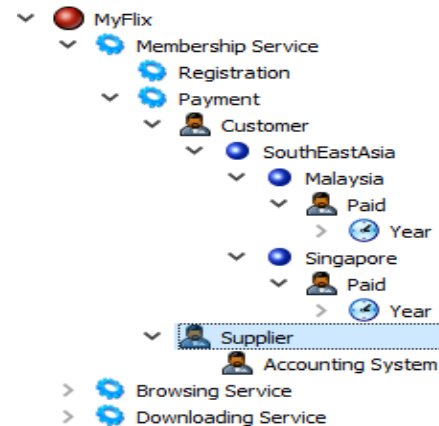 MyFlix
Membership Service
Registration
Payment
Customer
SouthEastAsia
Malaysia
Paid
Year
Singapore
Paid
Year
Supplier
Accounting System
Browsing Service
Downloading Service